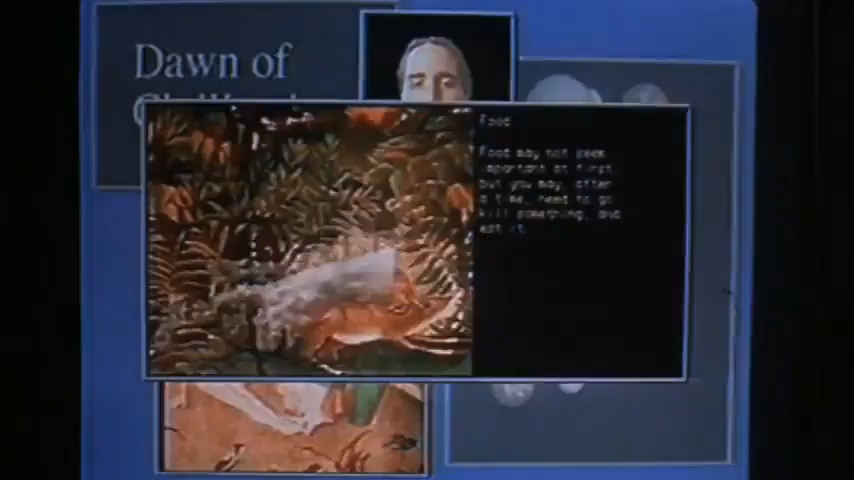 Dawn of
Food
Food may not seem
important at first
but you may, after
a time, need to go
kill something, and
eat it.